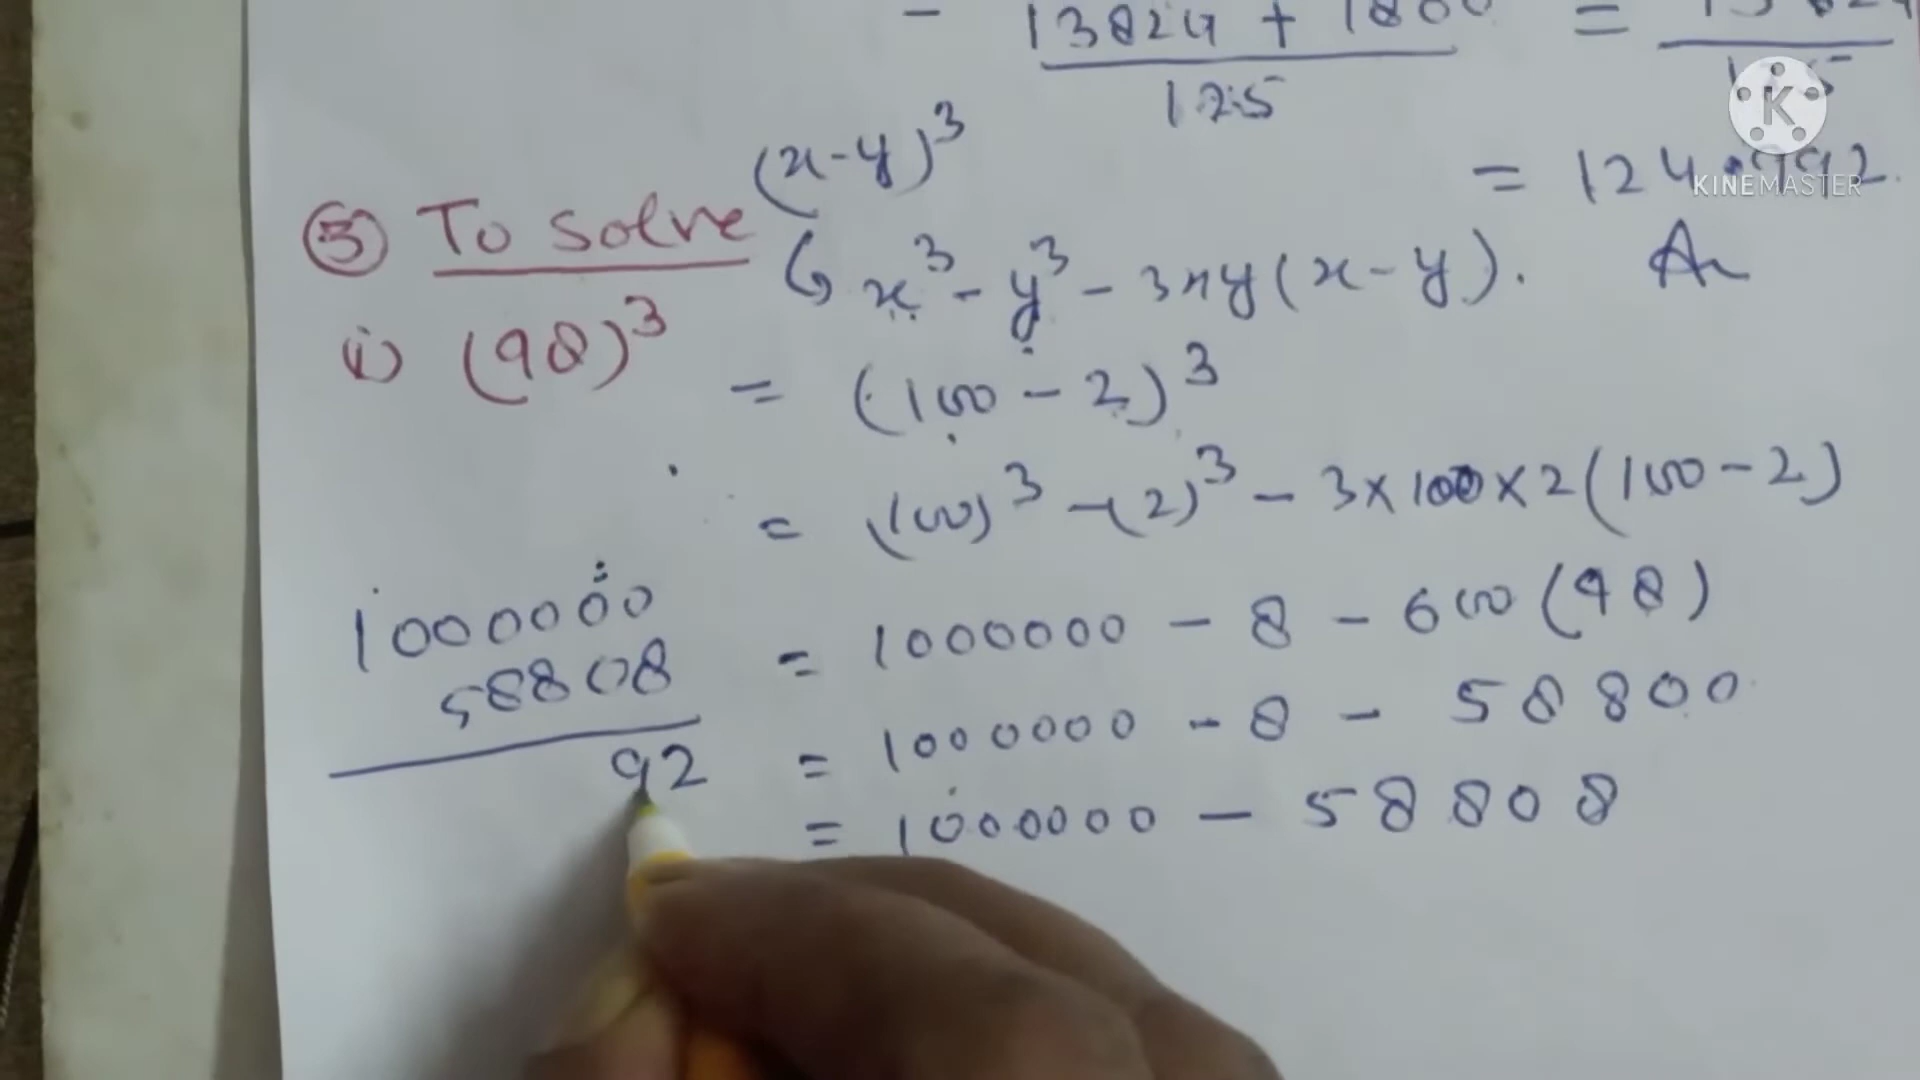 - 13824 + 1800 =
125
= 124.992
K
KINEMASTER
(x-y)³
③ To solve
x³ - y³ - 3xy(x-y).
i) (98)³
= (100 - 2)³
= (100)³ - (2)³ - 3×100×2(100-2)
= 1000000 - 8 - 600(98)
= 1000000 - 8 - 58800
= 1000000 - 58808
1000000
58808
92